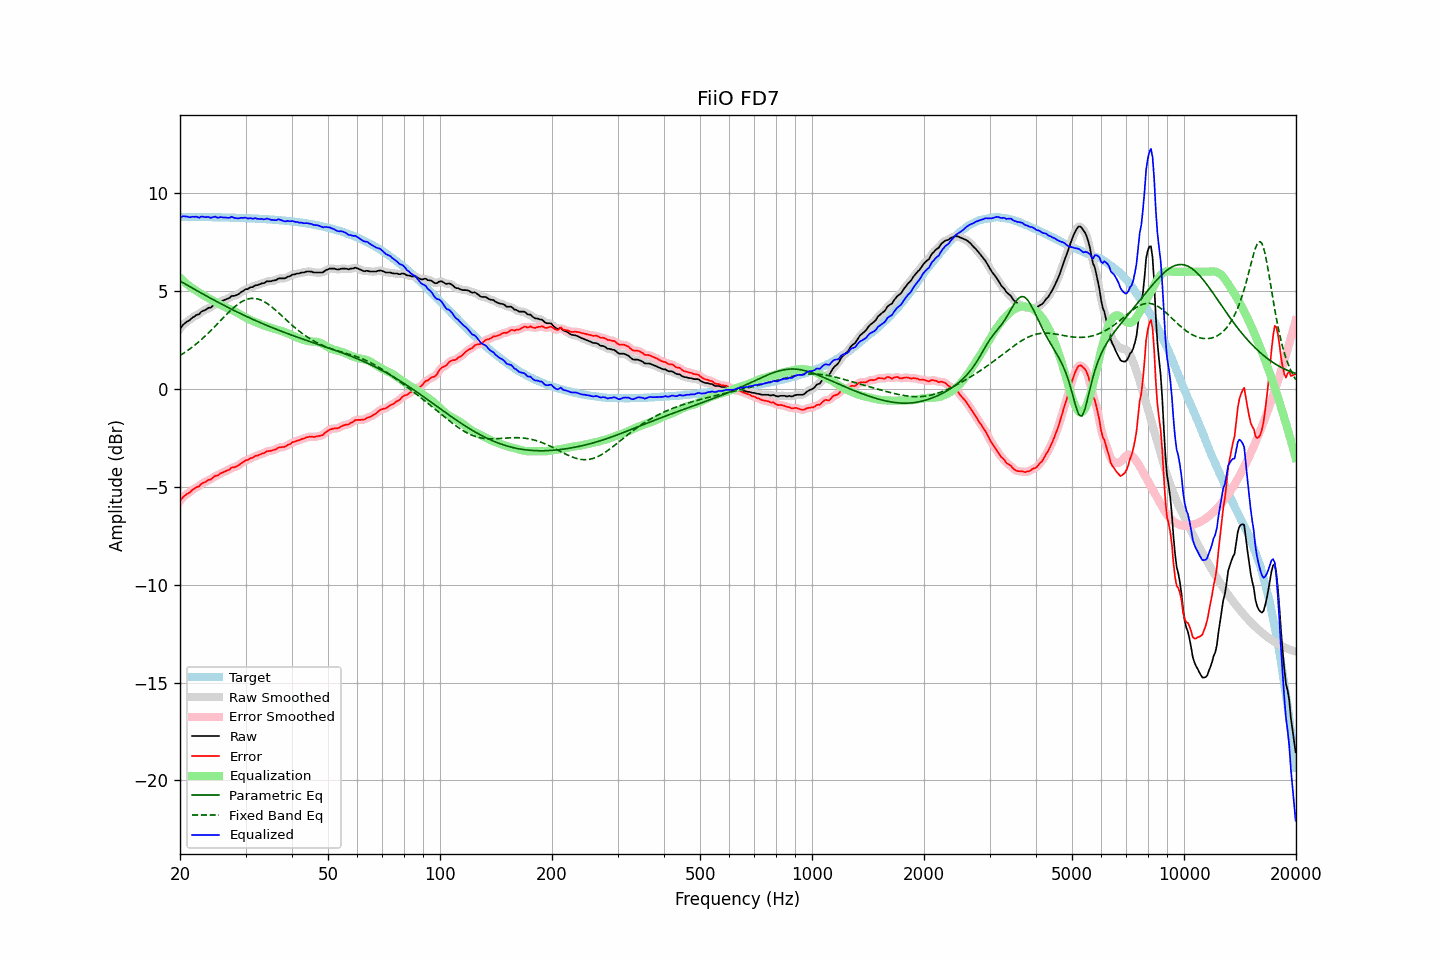 FiiO FD7
Amplitude (dBr)
10
5
0
−5
−10
−15
−20
Target
Raw Smoothed
Error Smoothed
Raw
Error
Equalization
Parametric Eq
Fixed Band Eq
Equalized
20 50 100 200 500 1000 2000 5000 10000 20000
Frequency (Hz)